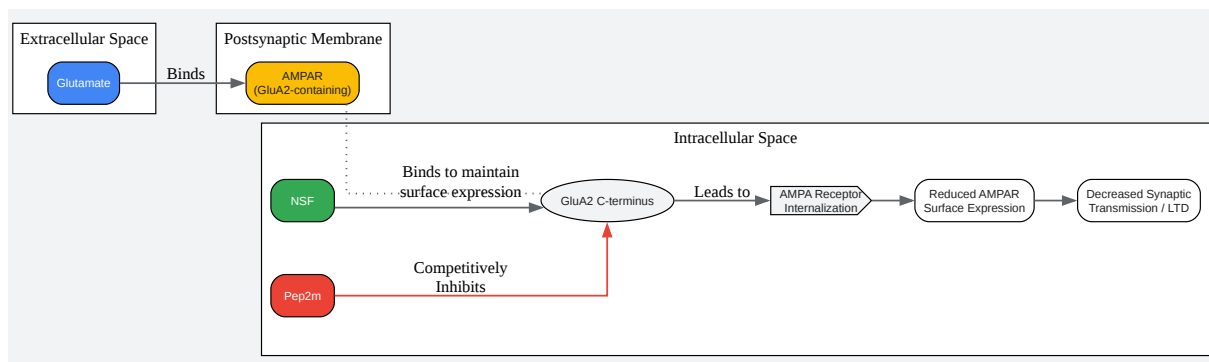 Extracellular Space
Glutamate
Binds
Postsynaptic Membrane
AMPAR
(GluA2-containing)
Intracellular Space
NSF
Binds to maintain
surface expression
GluA2 C-terminus
Leads to
AMPA Receptor
Internalization
Reduced AMPAR
Surface Expression
Decreased Synaptic
Transmission / LTD
Pep2m
Competitively
Inhibits